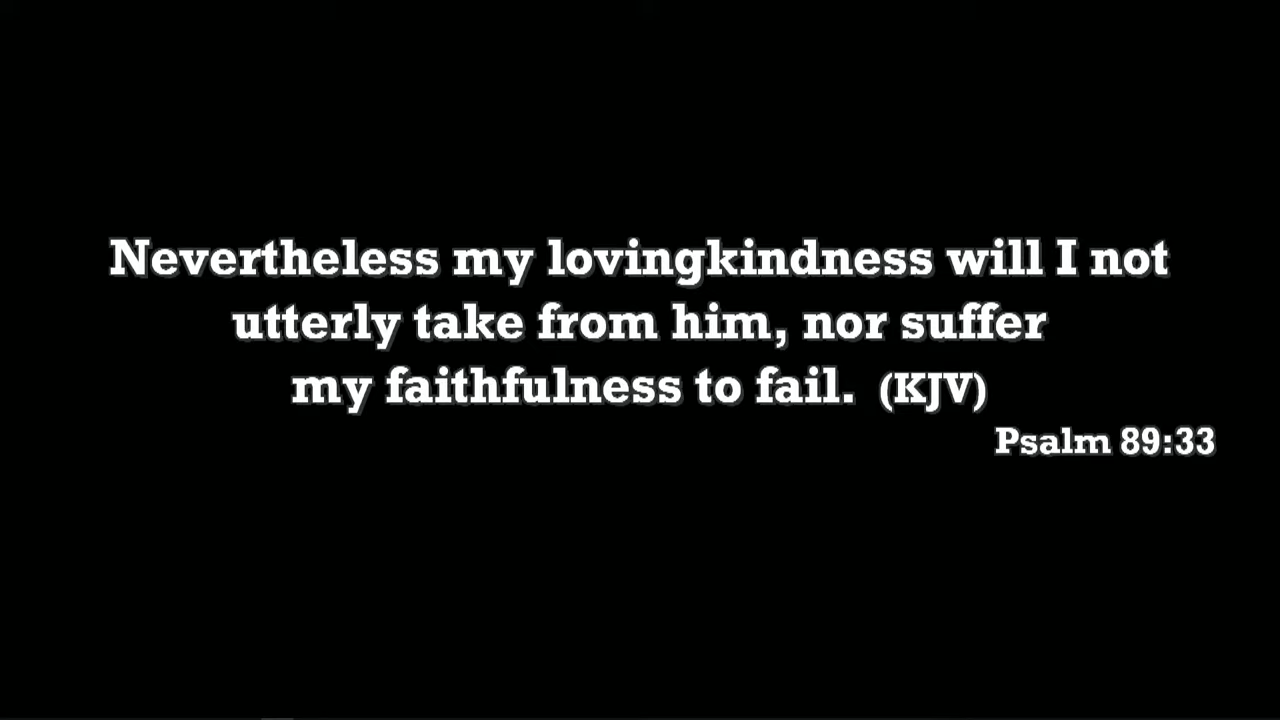 Nevertheless my lovingkindness will I not
utterly take from him, nor suffer
my faithfulness to fail. (KJV)
Psalm 89:33